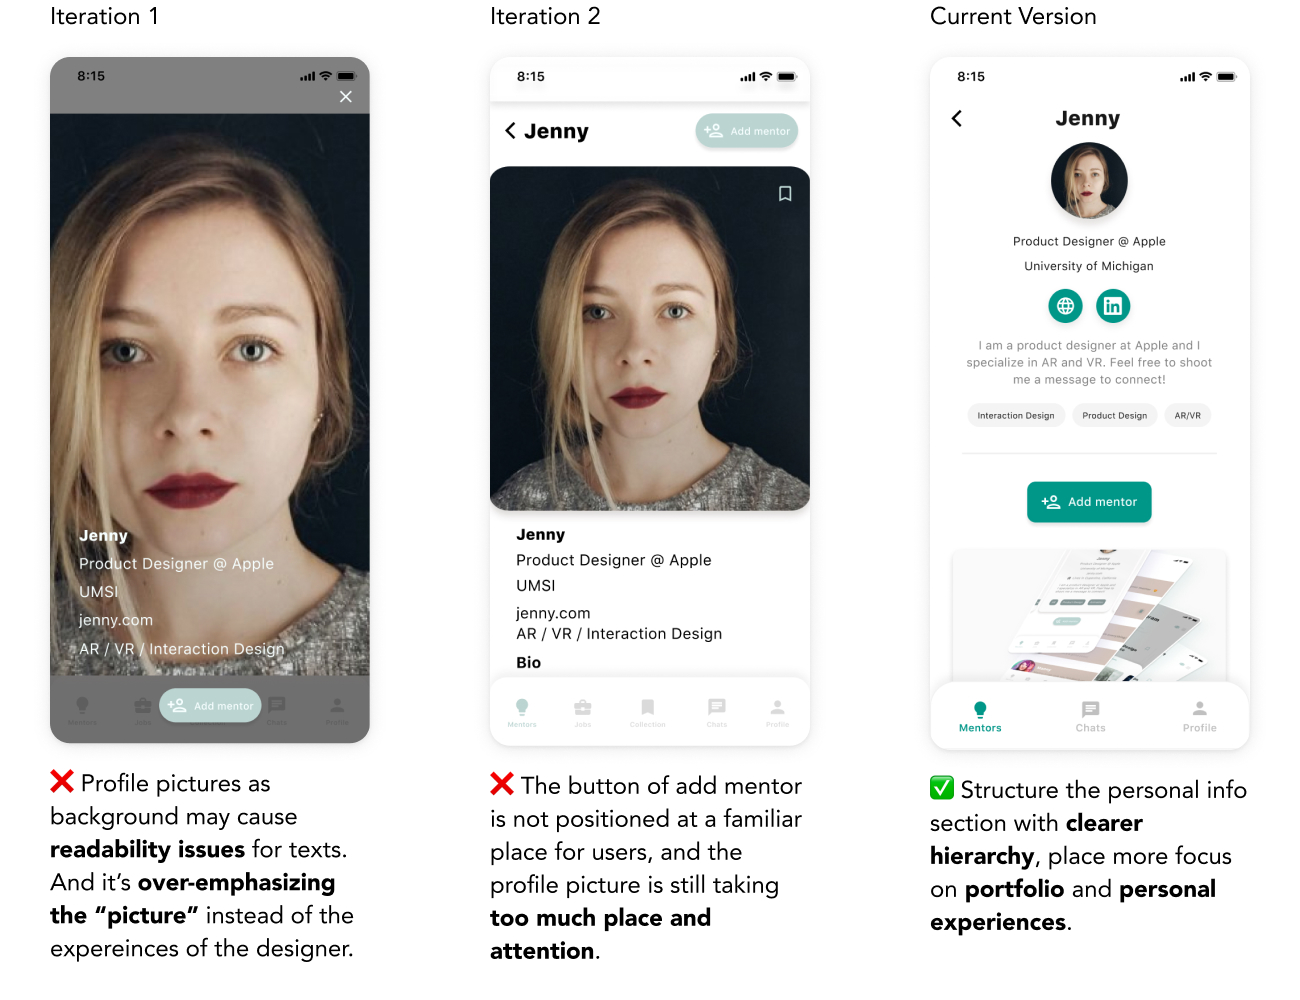 Iteration 1
8:15
Jenny
Product Designer @ Apple
UMSI
jenny.com
AR / VR / Interaction Design
Mentors
Jobs
Add mentor
Chats
Profile
❌ Profile pictures as
background may cause
readability issues for texts.
And it’s over-emphasizing
the “picture” instead of the
expereinces of the designer.
Iteration 2
8:15
Jenny
Add mentor
Jenny
Product Designer @ Apple
UMSI
jenny.com
AR / VR / Interaction Design
Bio
Mentors
Jobs
Collection
Chats
Profile
❌ The button of add mentor
is not positioned at a familiar
place for users, and the
profile picture is still taking
too much place and
attention.
Current Version
8:15
Jenny
Product Designer @ Apple
University of Michigan
in
I am a product designer at Apple and I
specialize in AR and VR. Feel free to shoot
me a message to connect!
Interaction Design
Product Design
AR/VR
Add mentor
Jenny
Mentors
Chats
Profile
✅ Structure the personal info
section with clearer
hierarchy, place more focus
on portfolio and personal
experiences.